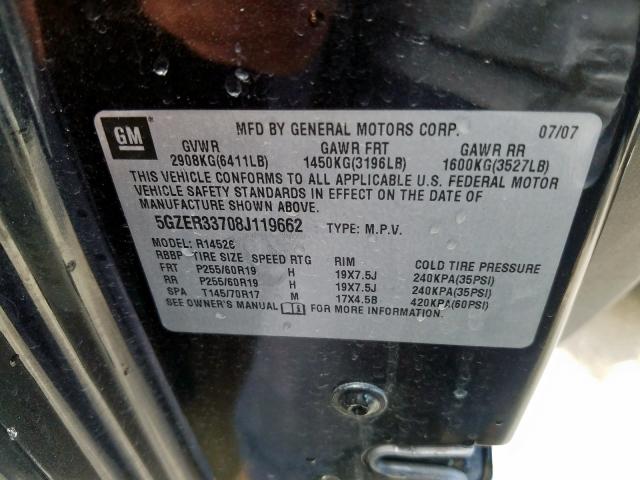 GM
MFD BY GENERAL MOTORS CORP. 07/07
GVWR GAWR FRT GAWR RR
2908KG(6411LB) 1450KG(3196LB) 1600KG(3527LB)
THIS VEHICLE CONFORMS TO ALL APPLICABLE U.S. FEDERAL MOTOR
VEHICLE SAFETY STANDARDS IN EFFECT ON THE DATE OF
MANUFACTURE SHOWN ABOVE.
5GZER33708J119662 TYPE: M.P.V.
MODEL: R14526
RBBP TIRE SIZE SPEED RTG RIM COLD TIRE PRESSURE
FRT P255/60R19 H 19X7.5J 240KPA(35PSI)
RR P255/60R19 H 19X7.5J 240KPA(35PSI)
SPA T145/70R17 M 17X4.5B 420KPA(60PSI)
SEE OWNER'S MANUAL FOR MORE INFORMATION.